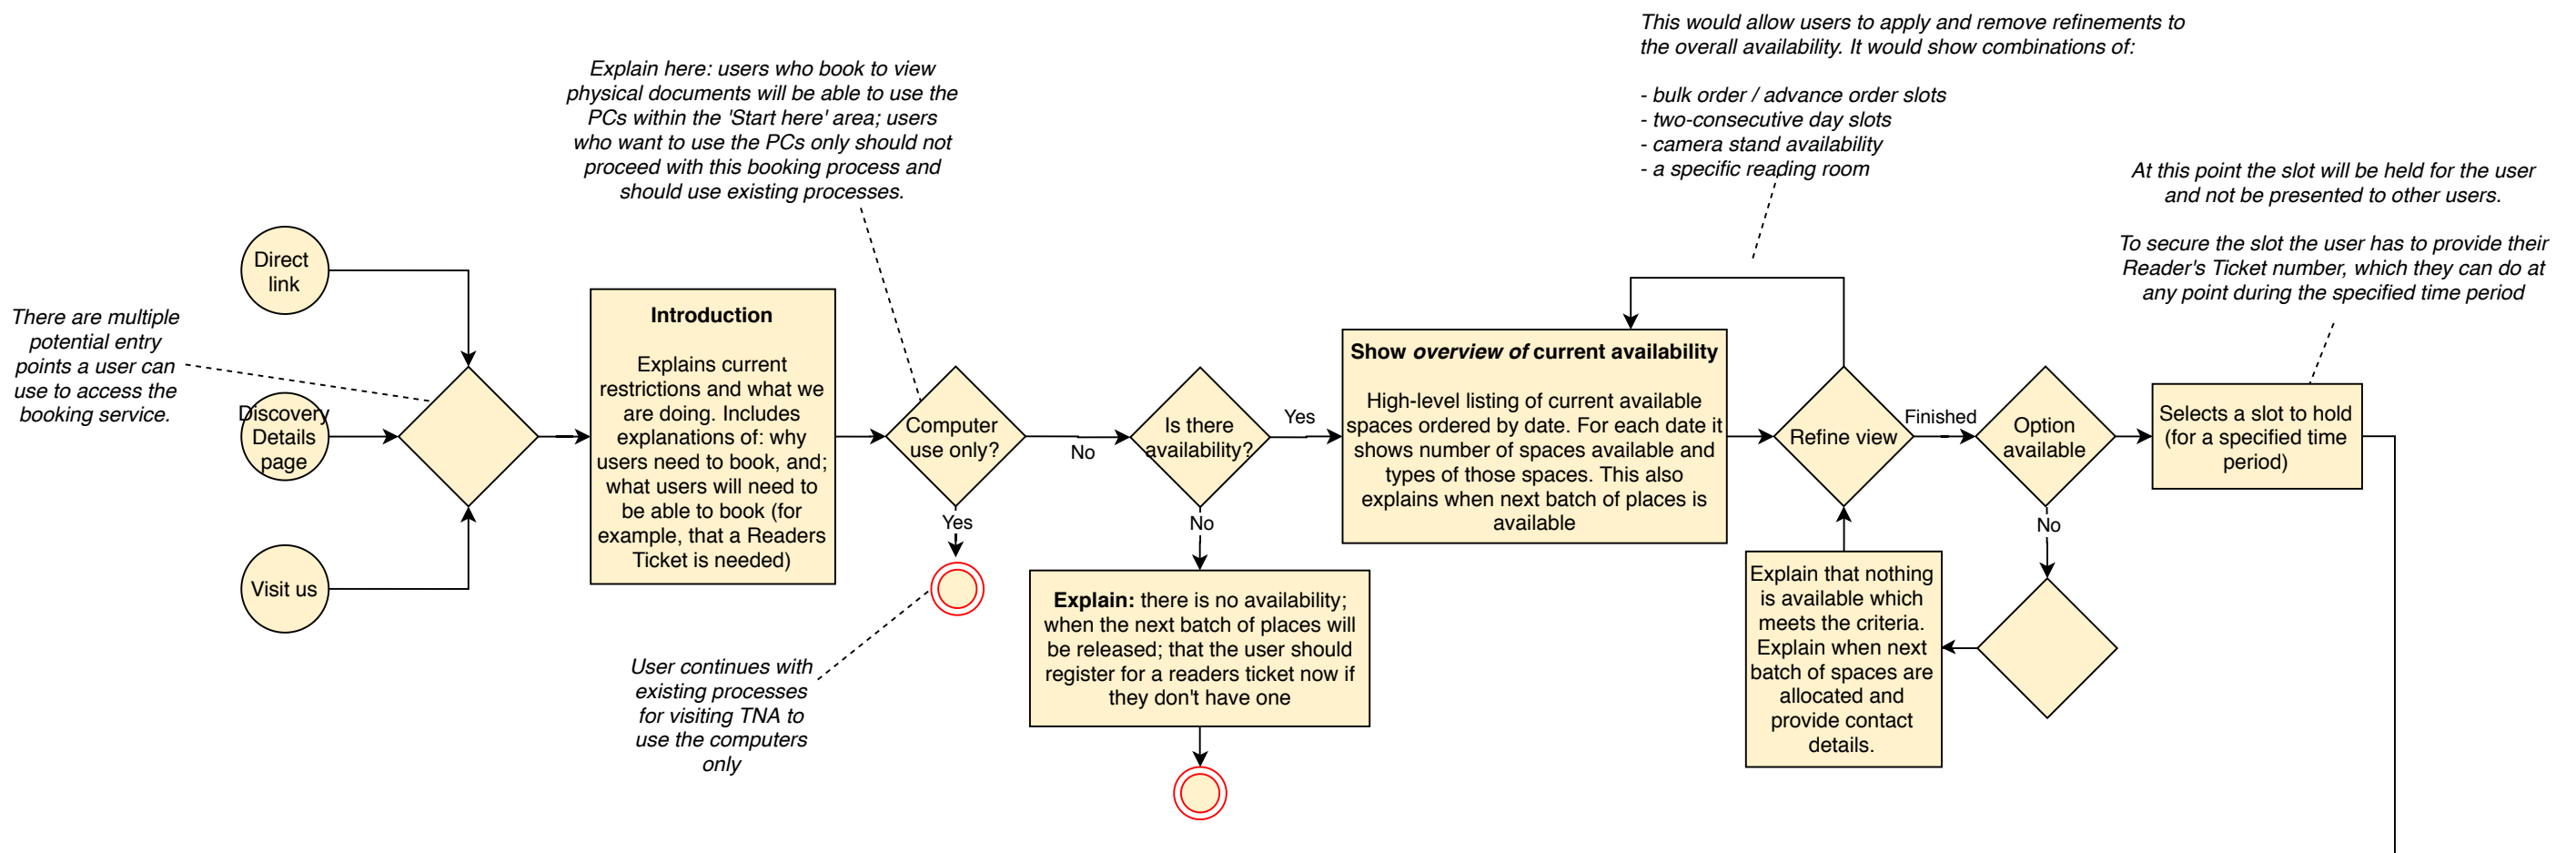 This would allow users to apply and remove refinements to
the overall availability. It would show combinations of:
- bulk order / advance order slots
- two-consecutive day slots
- camera stand availability
- a specific reading room
Explain here: users who book to view
physical documents will be able to use the
PCs within the 'Start here' area; users
who want to use the PCs only should not
proceed with this booking process and
should use existing processes.
At this point the slot will be held for the user
and not be presented to other users.
To secure the slot the user has to provide their
Reader's Ticket number, which they can do at
any point during the specified time period
There are multiple
potential entry
points a user can
use to access the
booking service.
Direct
link
Discovery
Details
page
Visit us
Introduction
Explains current
restrictions and what we
are doing. Includes
explanations of: why
users need to book, and;
what users will need to
be able to book (for
example, that a Readers
Ticket is needed)
Computer
use only?
Yes
No
User continues with
existing processes
for visiting TNA to
use the computers
only
Is there
availability?
Yes
No
Explain: there is no availability;
when the next batch of places will
be released; that the user should
register for a readers ticket now if
they don't have one
Show overview of current availability
High-level listing of current available
spaces ordered by date. For each date it
shows number of spaces available and
types of those spaces. This also
explains when next batch of places is
available
Refine view
Finished
Option
available
No
Explain that nothing
is available which
meets the criteria.
Explain when next
batch of spaces are
allocated and
provide contact
details.
Selects a slot to hold
(for a specified time
period)